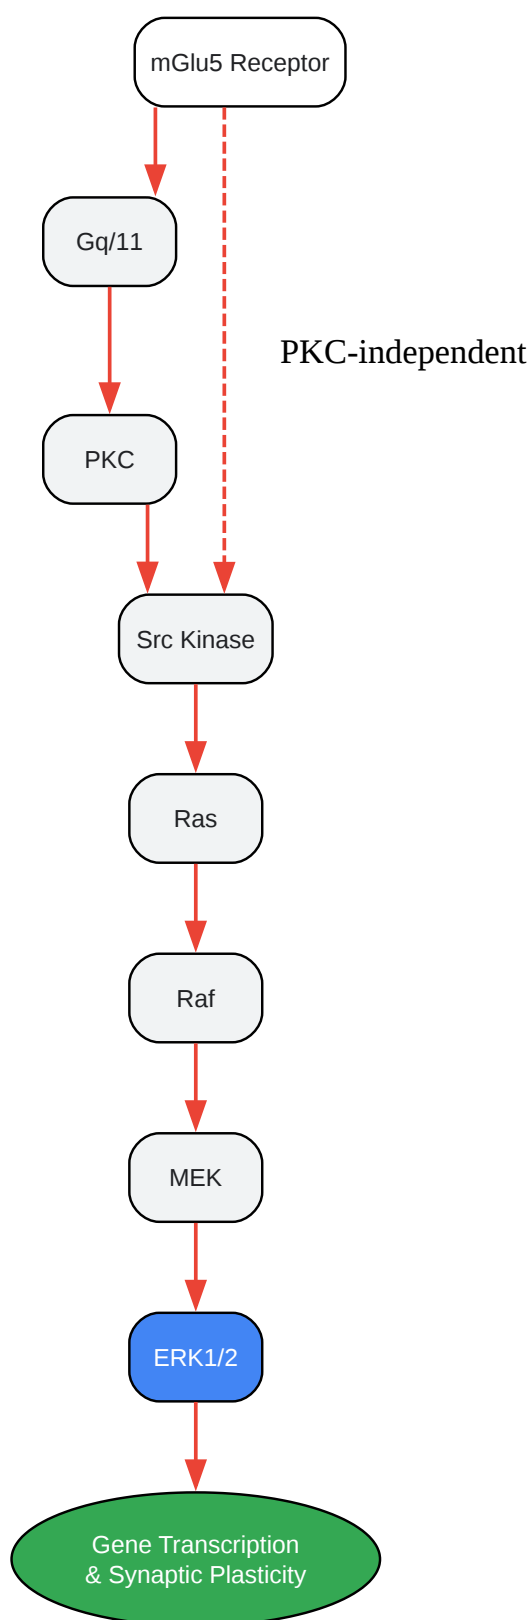 mGlu5 Receptor
Gq/11
PKC-independent
PKC
Src Kinase
Ras
Raf
MEK
ERK1/2
Gene Transcription
& Synaptic Plasticity